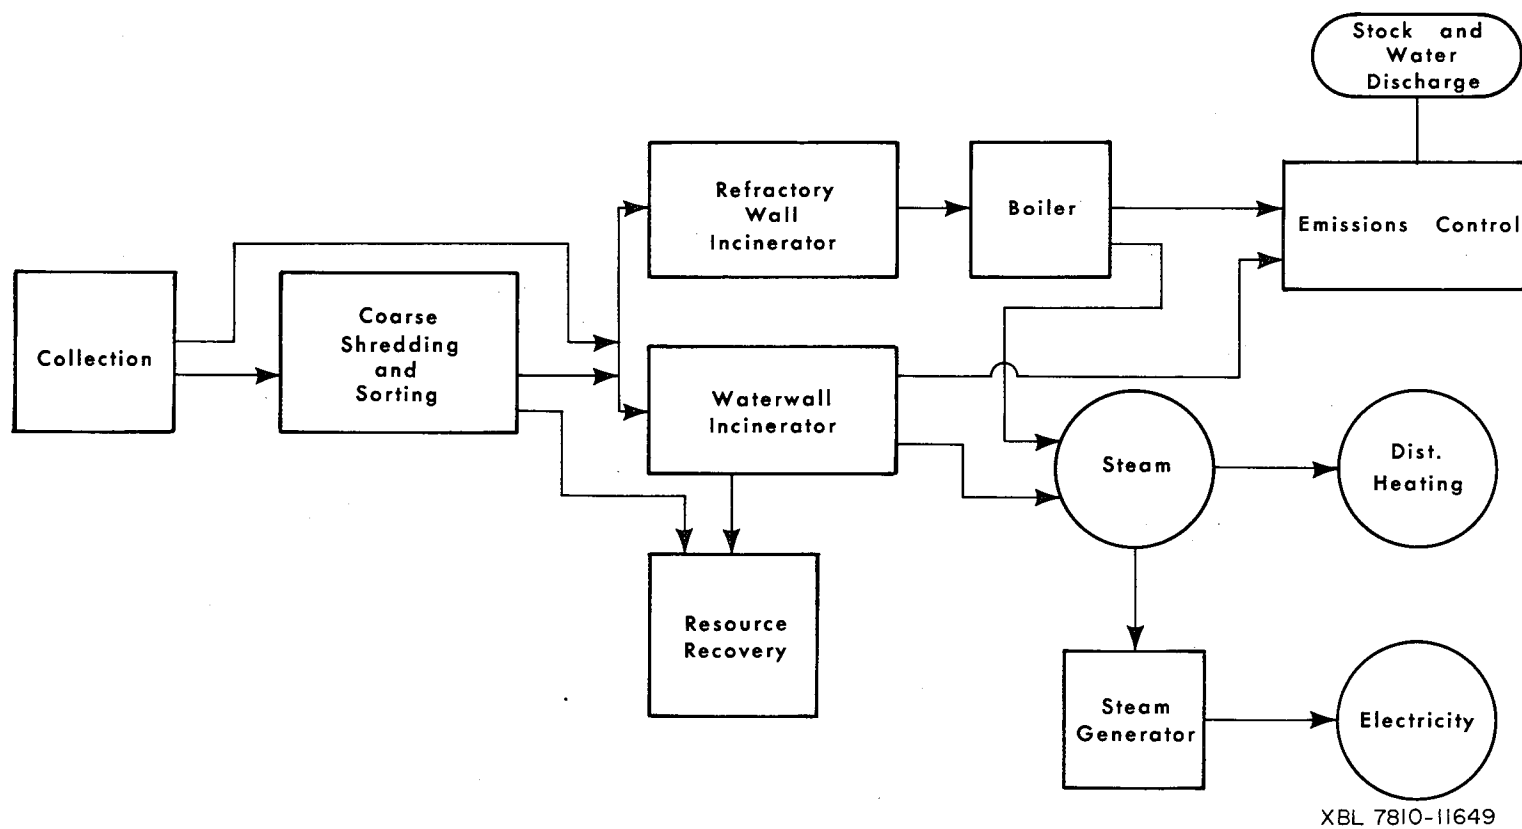 Stock and
Water
Discharge
Refractory
Wall
Incinerator
Boiler
Emissions Control
Collection
Coarse
Shredding
and
Sorting
Waterwall
Incinerator
Steam
Dist.
Heating
Resource
Recovery
Steam
Generator
Electricity
XBL 7810-11649